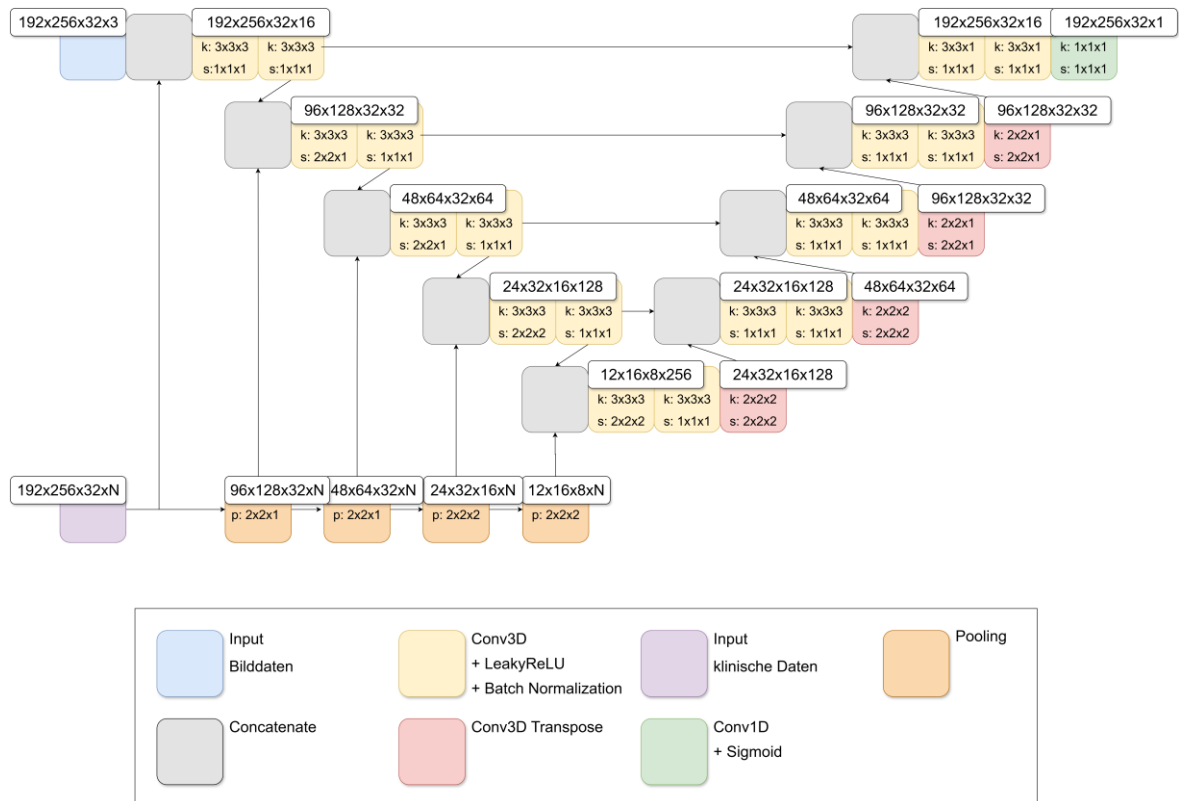 192x256x32x3
192x256x32x16
192x256x32x16
192x256x32x1
k: 3x3x3
k: 3x3x3
k: 3x3x1
k: 3x3x1
k: 1x1x1
s:1x1x1
s:1x1x1
s: 1x1x1
s: 1x1x1
s: 1x1x1
96x128x32x32
96x128x32x32
96x128x32x32
k: 3x3x3
k: 3x3x3
k: 3x3x3
k: 3x3x3
k: 2x2x1
s: 2x2x1
s: 1x1x1
s: 1x1x1
s: 1x1x1
s: 2x2x1
48x64x32x64
48x64x32x64
96x128x32x32
k: 3x3x3
k: 3x3x3
k: 3x3x3
k: 3x3x3
k: 2x2x1
s: 2x2x1
s: 1x1x1
s: 1x1x1
s: 1x1x1
s: 2x2x1
24x32x16x128
24x32x16x128
48x64x32x64
k: 3x3x3
k: 3x3x3
k: 3x3x3
k: 3x3x3
k: 2x2x2
s: 2x2x2
s: 1x1x1
s: 1x1x1
s: 1x1x1
s: 2x2x2
12x16x8x256
24x32x16x128
k: 3x3x3
k: 3x3x3
k: 2x2x2
s: 2x2x2
s: 1x1x1
s: 2x2x2
192x256x32xN
96x128x32xN
48x64x32xN
24x32x16xN
12x16x8xN
p: 2x2x1
p: 2x2x1
p: 2x2x2
p: 2x2x2
Input
Bilddaten
Conv3D
+ LeakyReLU
+ Batch Normalization
Input
klinische Daten
Pooling
Concatenate
Conv3D Transpose
Conv1D
+ Sigmoid